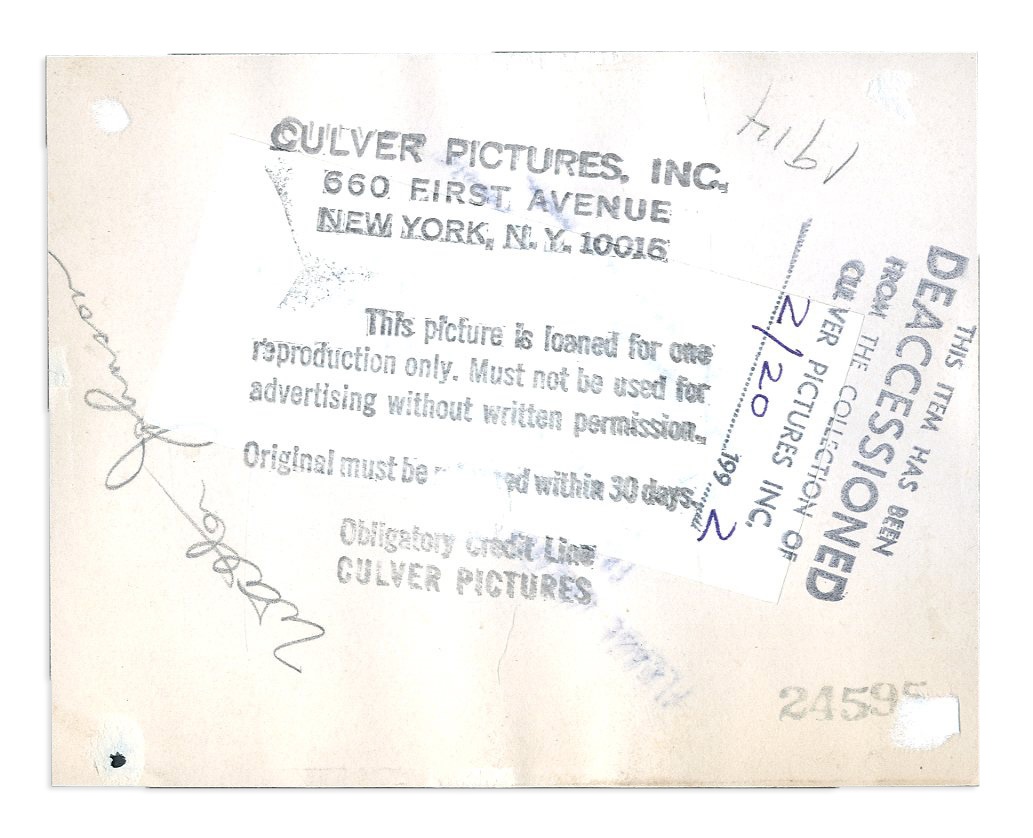 CULVER PICTURES, INC.
660 FIRST AVENUE
NEW YORK, N. Y. 10016
This picture is loaned for one
reproduction only. Must not be used for
advertising without written permission.
Original must be within 30 days.
Obligatory Credit Line
CULVER PICTURES
1914
THIS ITEM HAS BEEN
DEACCESSIONED
FROM THE COLLECTION OF
CULVER PICTURES INC.
2/20 1992
PLEASE
24595